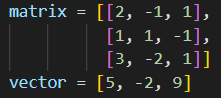 matrix = [[2, -1, 1],
[1, 1, -1],
[3, -2, 1]]
vector = [5, -2, 9]